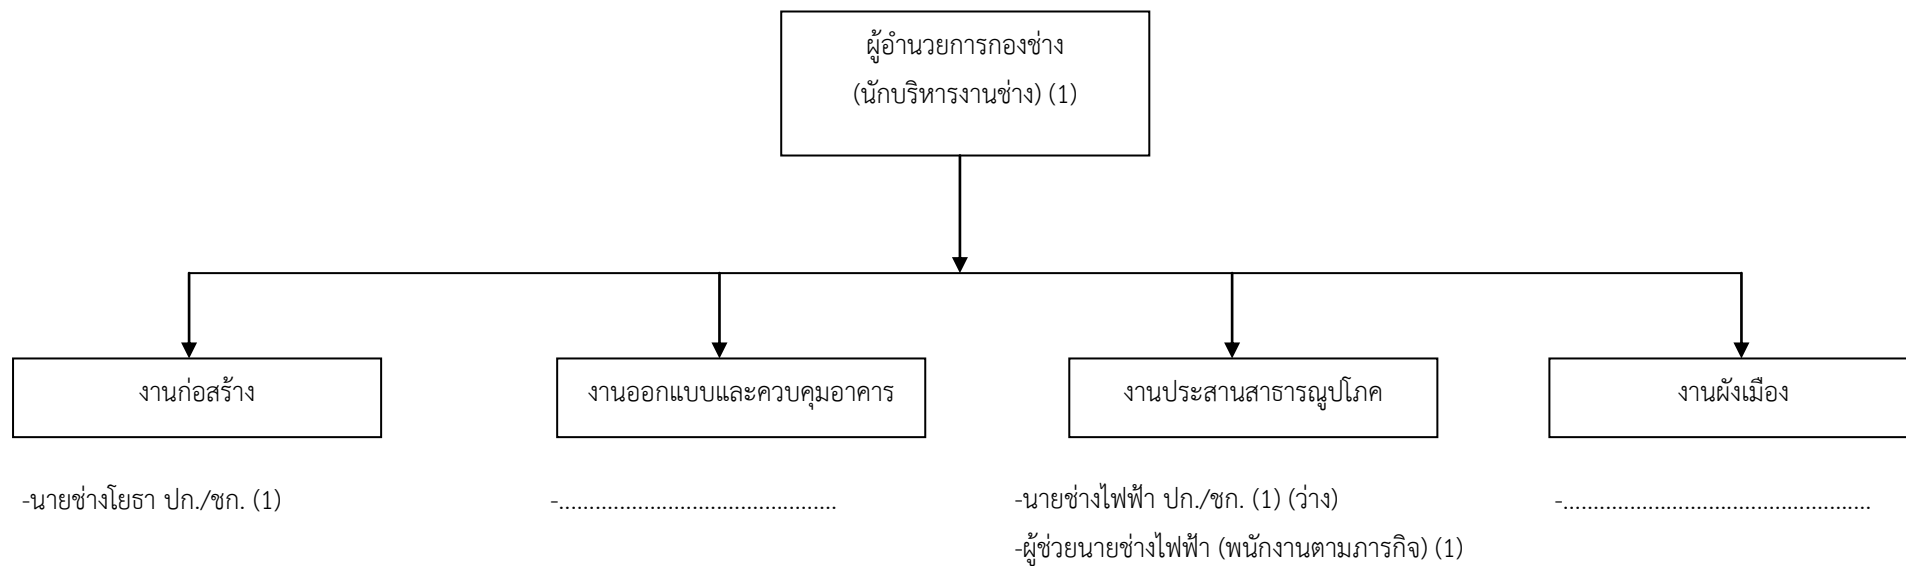 ผู้อำนวยการกองช่าง
(นักบริหารงานช่าง) (1)
งานก่อสร้าง
งานออกแบบและควบคุมอาคาร
งานประสานสาธารณูปโภค
งานผังเมือง
-นายช่างโยธา ปก./ชก. (1)
-..............................................
-นายช่างไฟฟ้า ปก./ชก. (1) (ว่าง)
-ผู้ช่วยนายช่างไฟฟ้า (พนักงานตามภารกิจ) (1)
-...................................................